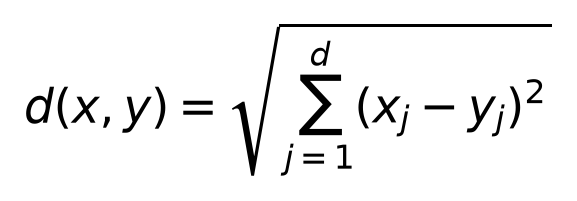 d(x, y) = √(∑_{j=1}^{d} (x_j − y_j)²)